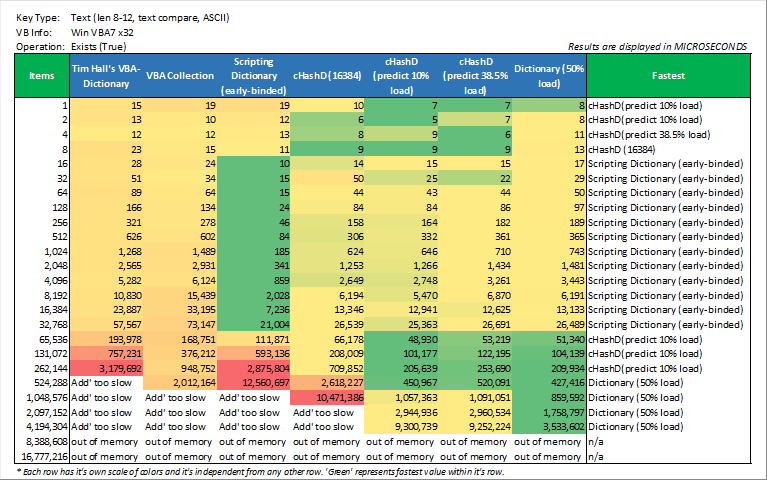 Key Type: Text (len 8-12, text compare, ASCII)
VB Info: Win VBA7 x32
Operation: Exists (True)
Results are displayed in MICROSECONDS
Items Tim Hall's VBA-Dictionary VBA Collection Scripting Dictionary (early-binded) cHashD (16384) cHashD (predict 10% load) cHashD (predict 38.5% load) Dictionary (50% load) Fastest
1 15 19 19 10 7 7 8 cHashD(predict 10% load)
2 13 10 12 6 5 7 8 cHashD(predict 10% load)
4 12 12 13 8 9 6 11 cHashD(predict 38.5% load)
8 23 15 11 9 9 9 13 cHashD (16384)
16 28 24 10 14 15 15 17 Scripting Dictionary (early-binded)
32 51 34 15 50 25 22 29 Scripting Dictionary (early-binded)
64 89 64 15 44 43 44 50 Scripting Dictionary (early-binded)
128 166 134 24 84 84 86 97 Scripting Dictionary (early-binded)
256 321 278 46 158 164 182 189 Scripting Dictionary (early-binded)
512 626 602 84 306 332 361 365 Scripting Dictionary (early-binded)
1,024 1,268 1,489 185 624 646 710 743 Scripting Dictionary (early-binded)
2,048 2,565 2,931 341 1,253 1,266 1,434 1,481 Scripting Dictionary (early-binded)
4,096 5,282 6,124 859 2,649 2,748 3,261 3,443 Scripting Dictionary (early-binded)
8,192 10,830 15,439 2,028 6,194 5,470 6,870 6,191 Scripting Dictionary (early-binded)
16,384 23,887 33,195 7,236 13,346 12,941 12,625 13,133 Scripting Dictionary (early-binded)
32,768 57,567 73,147 21,004 26,539 25,363 26,691 26,489 Scripting Dictionary (early-binded)
65,536 193,978 168,751 111,871 66,178 48,930 53,219 51,340 cHashD(predict 10% load)
131,072 757,231 376,212 593,136 208,009 101,177 122,195 104,139 cHashD(predict 10% load)
262,144 3,179,692 948,752 2,875,804 709,852 205,639 253,690 209,934 cHashD(predict 10% load)
524,288 Add' too slow 2,012,164 12,560,697 2,618,227 450,967 520,091 427,416 Dictionary (50% load)
1,048,576 Add' too slow Add' too slow Add' too slow 10,471,386 1,057,363 1,091,051 859,592 Dictionary (50% load)
2,097,152 Add' too slow Add' too slow Add' too slow Add' too slow 2,944,936 2,960,534 1,758,797 Dictionary (50% load)
4,194,304 Add' too slow Add' too slow Add' too slow Add' too slow 9,300,739 9,252,224 3,533,602 Dictionary (50% load)
8,388,608 out of memory out of memory out of memory out of memory out of memory out of memory out of memory n/a
16,777,216 out of memory out of memory out of memory out of memory out of memory out of memory out of memory n/a
* Each row has it's own scale of colors and it's independent from any other row. 'Green' represents fastest value within it's row.